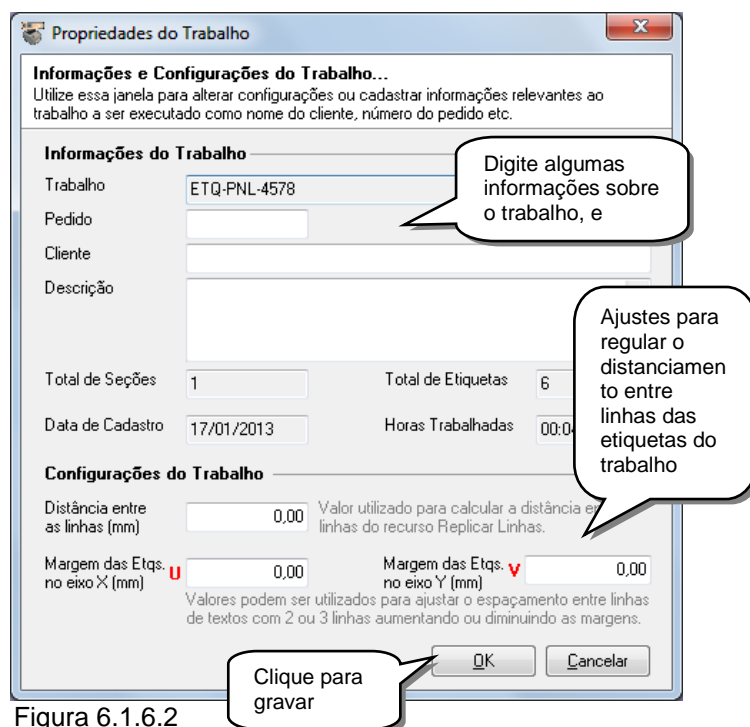 Propriedades do Trabalho
x
Informações e Configurações do Trabalho...
Utilize essa janela para alterar configurações ou cadastrar informações relevantes ao
trabalho a ser executado como nome do cliente, número do pedido etc.
Informações do Trabalho
Digite algumas
informações sobre
o trabalho, e
Trabalho ETQ-PNL-4578
Pedido
Cliente
Descrição
Ajustes para
regular o
distanciamen
to entre
linhas das
etiquetas do
trabalho
Total de Seções 1 Total de Etiquetas 6
Data de Cadastro 17/01/2013 Horas Trabalhadas 00:04
Configurações do Trabalho
Distância entre
as linhas (mm) 0,00
Valor utilizado para calcular a distância
linhas do recurso Replicar Linhas.
Margem das Etqs.
no eixo X (mm) U 0,00
Margem das Etqs.
no eixo Y (mm) V 0,00
Valores podem ser utilizados para ajustar o espaçamento entre linhas
de textos com 2 ou 3 linhas aumentando ou diminuindo as margens.
Clique para
gravar
OK Cancelar
Figura 6.1.6.2